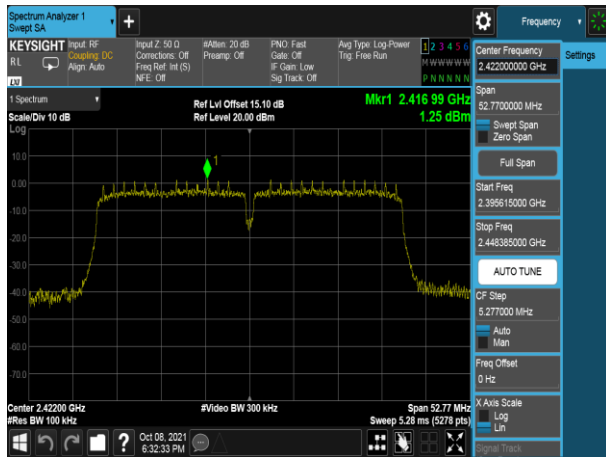 Spectrum Analyzer 1
Swept SA
Frequency
KEYSIGHT
RL
LXI
Input: RF
Coupling: DC
Align: Auto
Input Z: 50 Ω
Corrections: Off
Freq Ref: Int (S)
NFE: Off
#Atten: 20 dB
Preamp: Off
PNO: Fast
Gate: Off
IF Gain: Low
Sig Track: Off
Avg Type: Log-Power
Trig: Free Run
1 2 3 4 5 6
M W W W W W
P N N N N N
Center Frequency
2.422000000 GHz
Settings
Span
52.7700000 MHz
Swept Span
Zero Span
Full Span
Start Freq
2.395615000 GHz
Stop Freq
2.448385000 GHz
AUTO TUNE
CF Step
5.277000 MHz
Auto
Man
Freq Offset
0 Hz
X Axis Scale
Log
Lin
Signal Track
1 Spectrum
Scale/Div 10 dB
Log
Ref Lvl Offset 15.10 dB
Ref Level 20.00 dBm
Mkr1 2.416 99 GHz
1.25 dBm
1
10.0
0.00
-10.0
-20.0
-30.0
-40.0
-50.0
-60.0
-70.0
Center 2.42200 GHz
#Res BW 100 kHz
#Video BW 300 kHz
Span 52.77 MHz
Sweep 5.28 ms (5278 pts)
?
Oct 08, 2021
6:32:33 PM